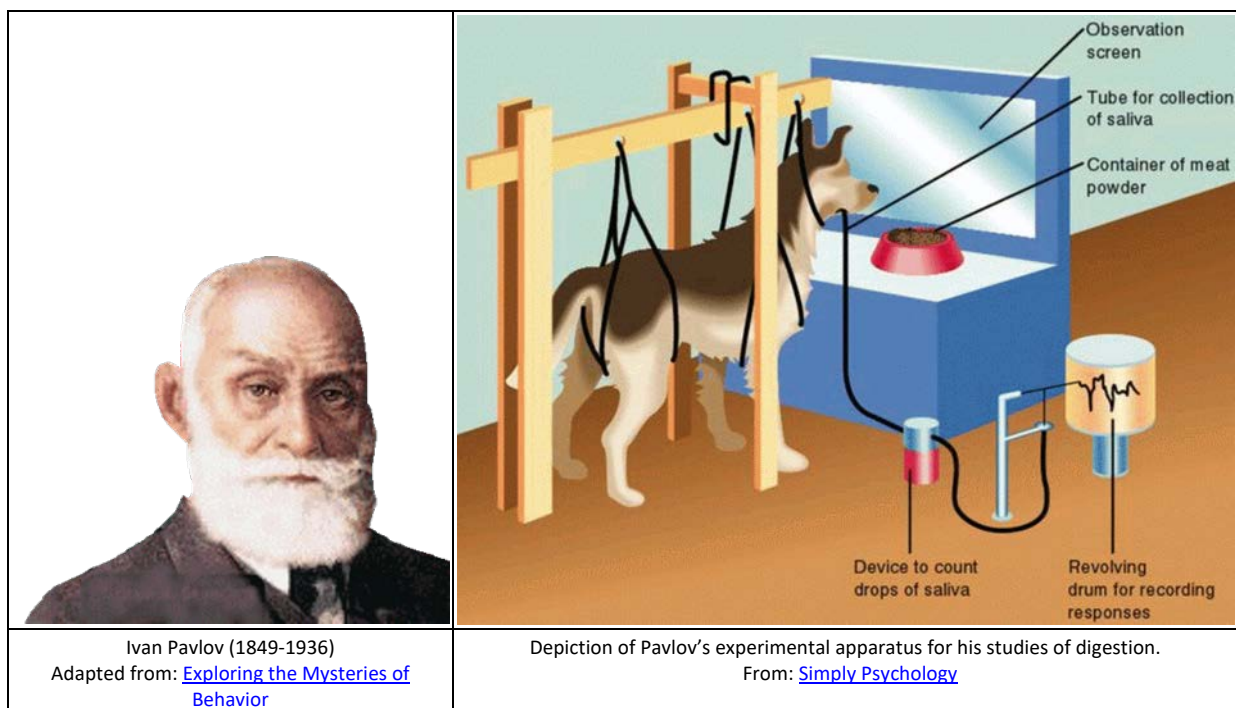 Observation
screen
Tube for collection
of saliva
Container of meat
powder
Device to count
drops of saliva
Revolving
drum for recording
responses
Ivan Pavlov (1849-1936)
Adapted from: Exploring the Mysteries of
Behavior
Depiction of Pavlov’s experimental apparatus for his studies of digestion.
From: Simply Psychology